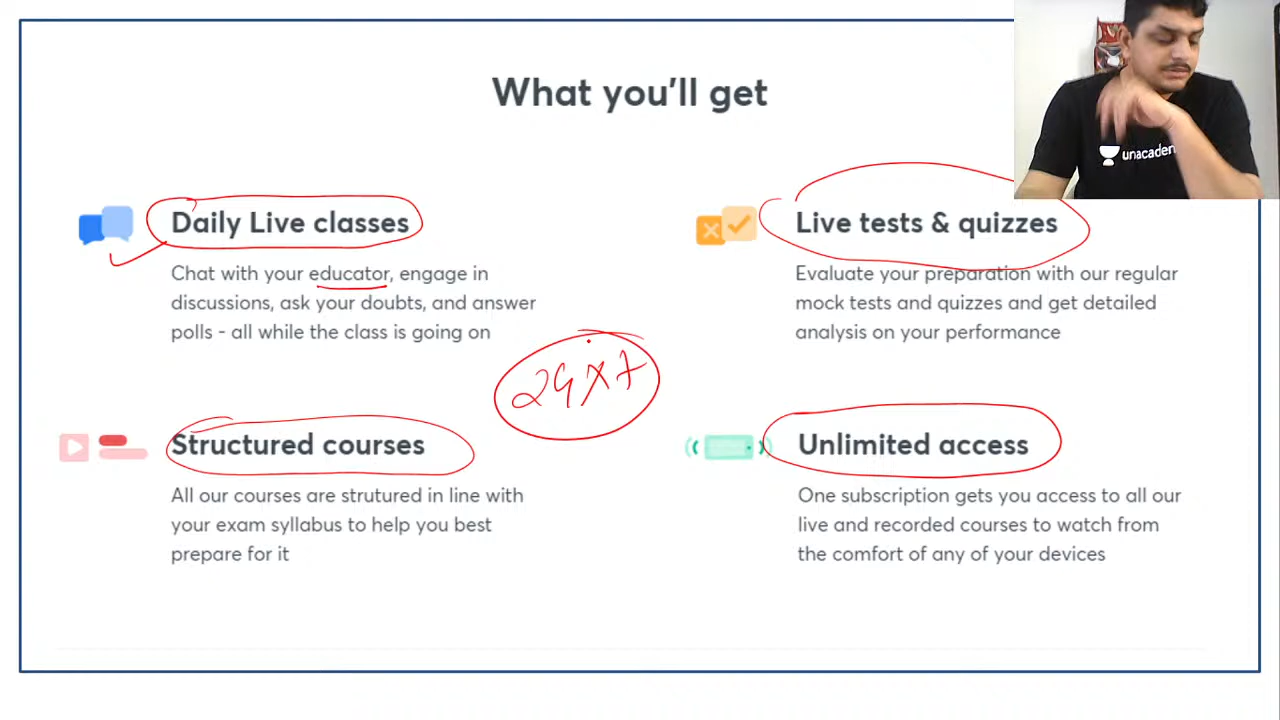 What you'll get
Daily Live classes
Chat with your educator, engage in
discussions, ask your doubts, and answer
polls - all while the class is going on
Live tests & quizzes
Evaluate your preparation with our regular
mock tests and quizzes and get detailed
analysis on your performance
24x7
Structured courses
All our courses are strutured in line with
your exam syllabus to help you best
prepare for it
Unlimited access
One subscription gets you access to all our
live and recorded courses to watch from
the comfort of any of your devices
unacadem